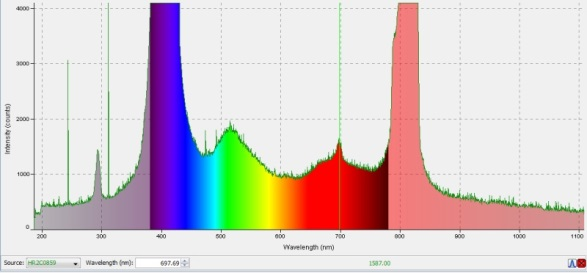 4000
3000
2000
1000
0
Intensity (counts)
200 300 400 500 600 700 800 900 1000 1100
Wavelength (nm)
Source: HR2C0859 Wavelength (nm): 697.69 1587.00